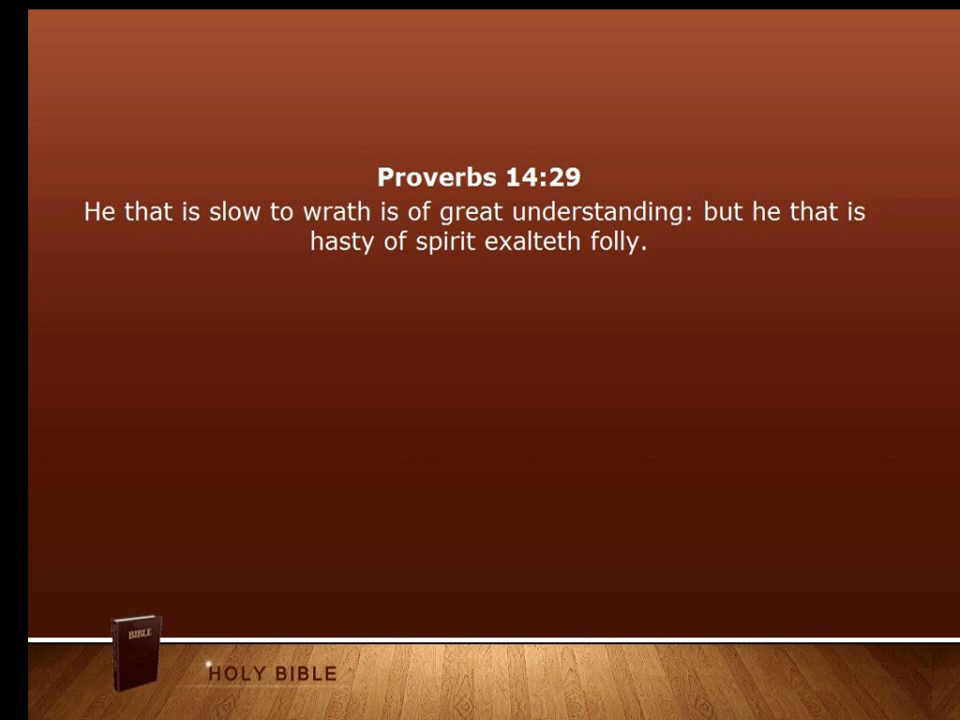 Proverbs 14:29
He that is slow to wrath is of great understanding: but he that is
hasty of spirit exalteth folly.
BIBLE
HOLY BIBLE